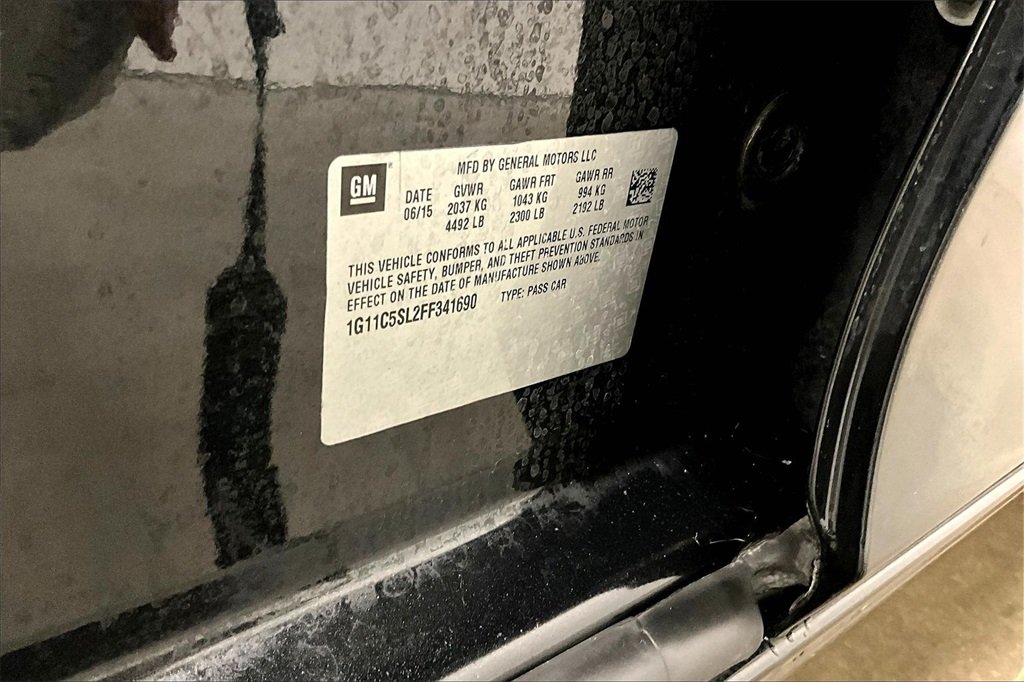 GM
MFD BY GENERAL MOTORS LLC
DATE GVWR GAWR FRT GAWR RR
06/15 2037 KG 1043 KG 994 KG
4492 LB 2300 LB 2192 LB
THIS VEHICLE CONFORMS TO ALL APPLICABLE U.S. FEDERAL MOTOR
VEHICLE SAFETY, BUMPER, AND THEFT PREVENTION STANDARDS IN
EFFECT ON THE DATE OF MANUFACTURE SHOWN ABOVE.
1G11C5SL2FF341690 TYPE: PASS CAR